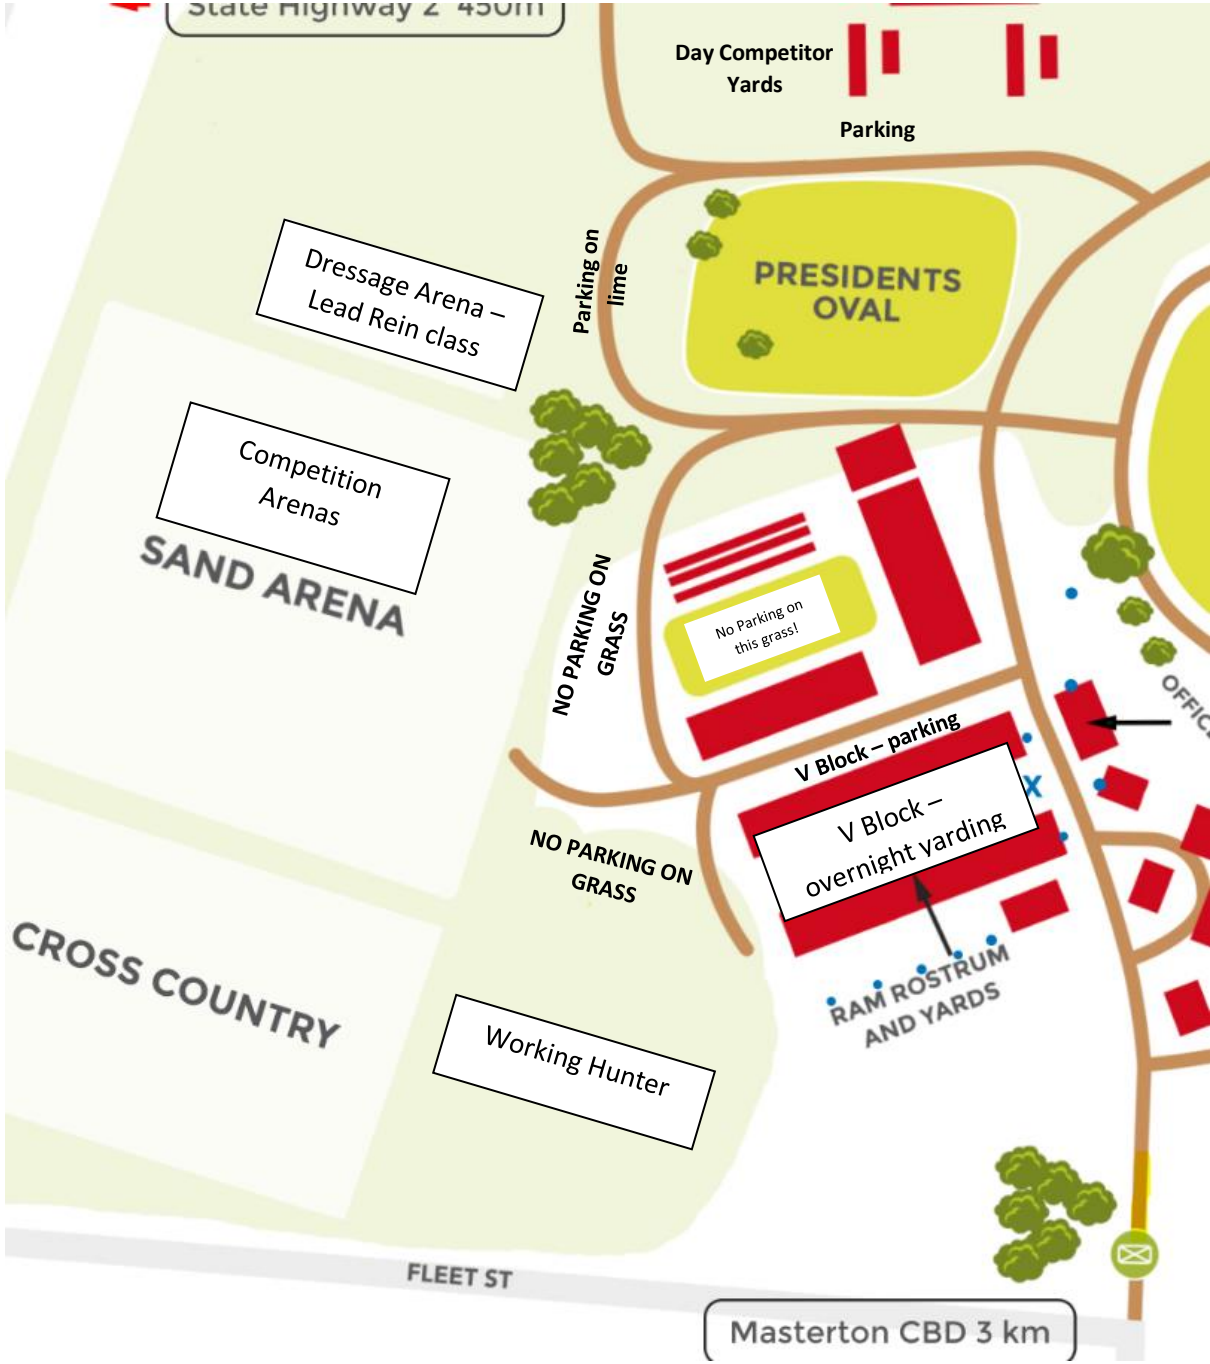 State Highway 2 450m
Day Competitor
Yards
Parking
Parking on
lime
PRESIDENTS
OVAL
Dressage Arena –
Lead Rein class
Competition
Arenas
SAND ARENA
NO PARKING ON
GRASS
No Parking on
this grass!
OFFICE
V Block – parking
X
V Block –
overnight yarding
NO PARKING ON
GRASS
CROSS COUNTRY
RAM ROSTRUM
AND YARDS
Working Hunter
FLEET ST
Masterton CBD 3 km